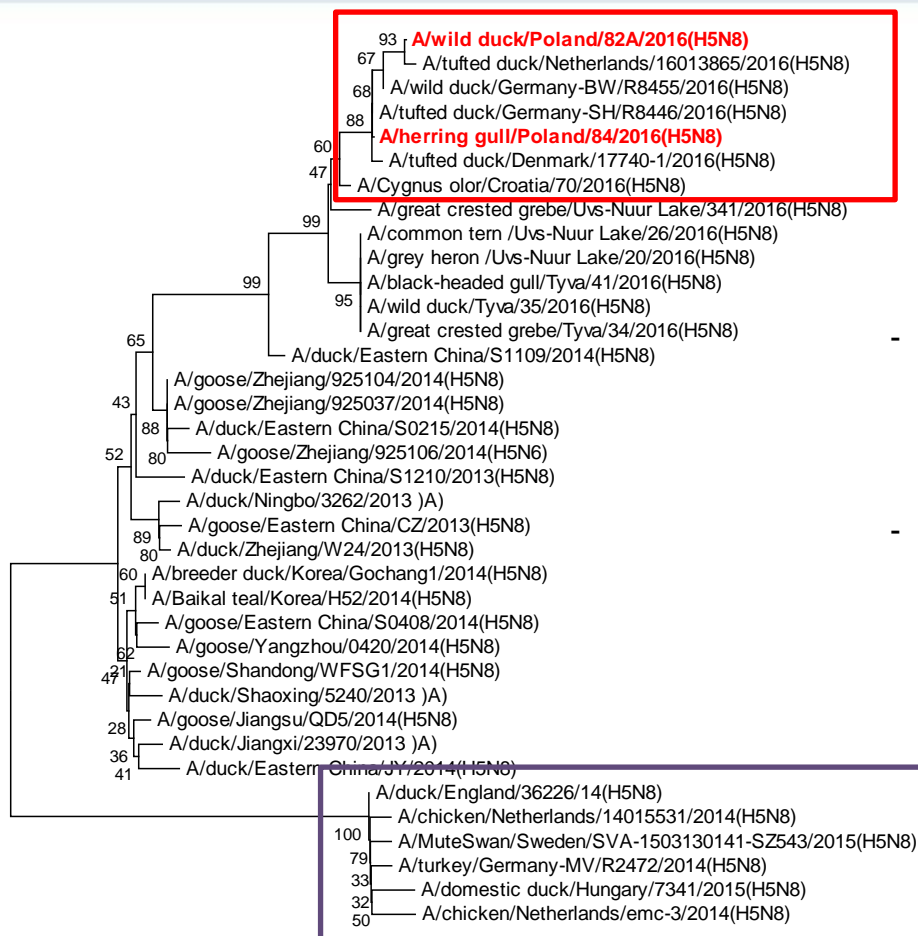 93 A/wild duck/Poland/82A/2016(H5N8)
67 A/tufted duck/Netherlands/16013865/2016(H5N8)
A/wild duck/Germany-BW/R8455/2016(H5N8)
68 A/tufted duck/Germany-SH/R8446/2016(H5N8)
88 A/herring gull/Poland/84/2016(H5N8)
60 A/tufted duck/Denmark/17740-1/2016(H5N8)
47 A/Cygnus olor/Croatia/70/2016(H5N8)
A/great crested grebe/Uvs-Nuur Lake/341/2016(H5N8)
99 A/common tern /Uvs-Nuur Lake/26/2016(H5N8)
A/grey heron /Uvs-Nuur Lake/20/2016(H5N8)
99 A/black-headed gull/Tyva/41/2016(H5N8)
95 A/wild duck/Tyva/35/2016(H5N8)
A/great crested grebe/Tyva/34/2016(H5N8)
-
65 A/duck/Eastern China/S1109/2014(H5N8)
A/goose/Zhejiang/925104/2014(H5N8)
43 A/goose/Zhejiang/925037/2014(H5N8)
88 A/duck/Eastern China/S0215/2014(H5N8)
52 80 A/goose/Zhejiang/925106/2014(H5N6)
A/duck/Eastern China/S1210/2013(H5N8)
A/duck/Ningbo/3262/2013 )A)
A/goose/Eastern China/CZ/2013(H5N8)
-
89
80 A/duck/Zhejiang/W24/2013(H5N8)
60 A/breeder duck/Korea/Gochang1/2014(H5N8)
51 A/Baikal teal/Korea/H52/2014(H5N8)
A/goose/Eastern China/S0408/2014(H5N8)
62 A/goose/Yangzhou/0420/2014(H5N8)
21
47 A/goose/Shandong/WFSG1/2014(H5N8)
A/duck/Shaoxing/5240/2013 )A)
28 A/goose/Jiangsu/QD5/2014(H5N8)
36 A/duck/Jiangxi/23970/2013 )A)
41 A/duck/Eastern China/JY/2014(H5N8)
A/duck/England/36226/14(H5N8)
A/chicken/Netherlands/14015531/2014(H5N8)
100 A/MuteSwan/Sweden/SVA-1503130141-SZ543/2015(H5N8)
79 A/turkey/Germany-MV/R2472/2014(H5N8)
33 A/domestic duck/Hungary/7341/2015(H5N8)
32
50 A/chicken/Netherlands/emc-3/2014(H5N8)